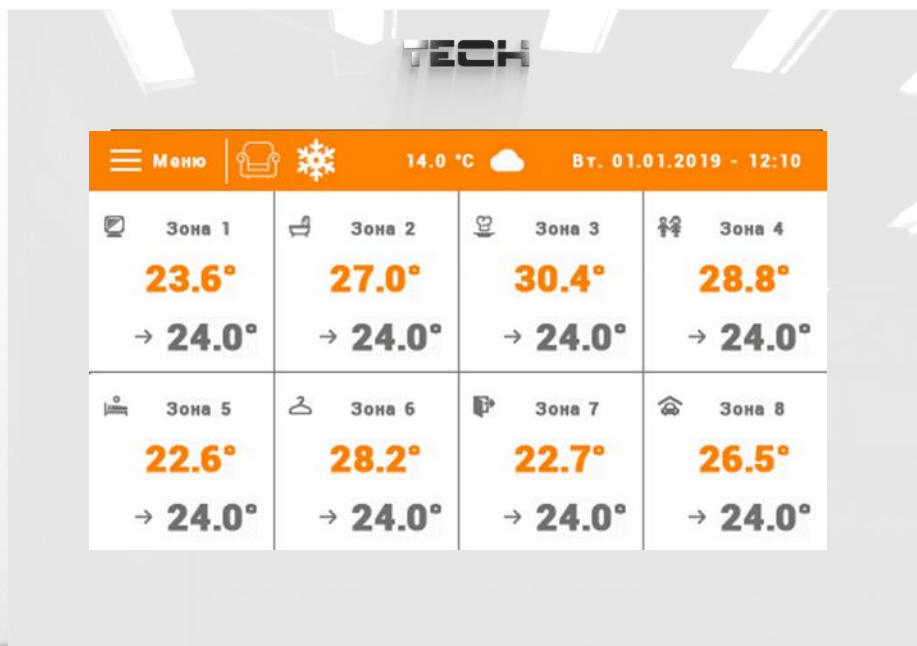 TECH
Меню 14.0 °C Вт. 01.01.2019 - 12:10
Зона 1 Зона 2 Зона 3 Зона 4
23.6° 27.0° 30.4° 28.8°
→ 24.0° → 24.0° → 24.0° → 24.0°
Зона 5 Зона 6 Зона 7 Зона 8
22.6° 28.2° 22.7° 26.5°
→ 24.0° → 24.0° → 24.0° → 24.0°